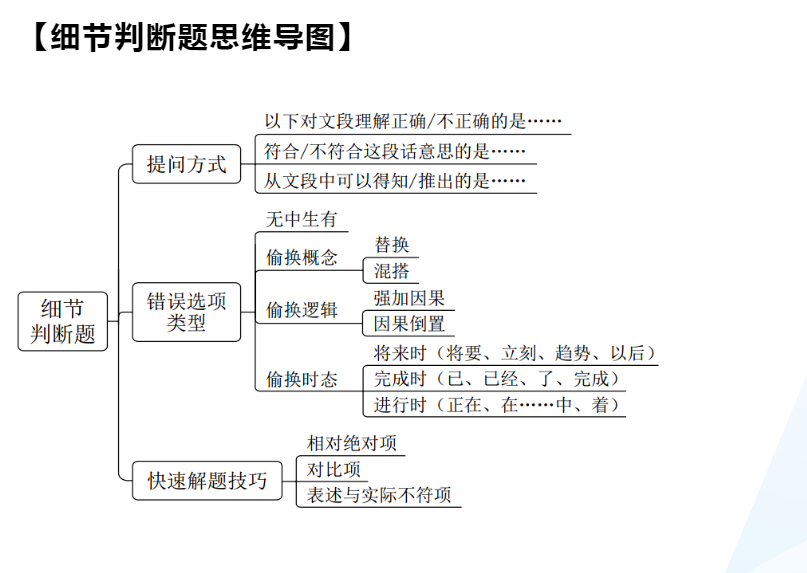 【细节判断题思维导图】
以下对文段理解正确/不正确的是……
提问方式
符合/不符合这段话意思的是……
从文段中可以得知/推出的是……
无中生有
偷换概念
替换
混搭
细节
判断题
错误选项
类型
偷换逻辑
强加因果
因果倒置
偷换时态
将来时（将要、立刻、趋势、以后）
完成时（已、已经、了、完成）
进行时（正在、在……中、着）
快速解题技巧
相对绝对项
对比项
表述与实际不符项